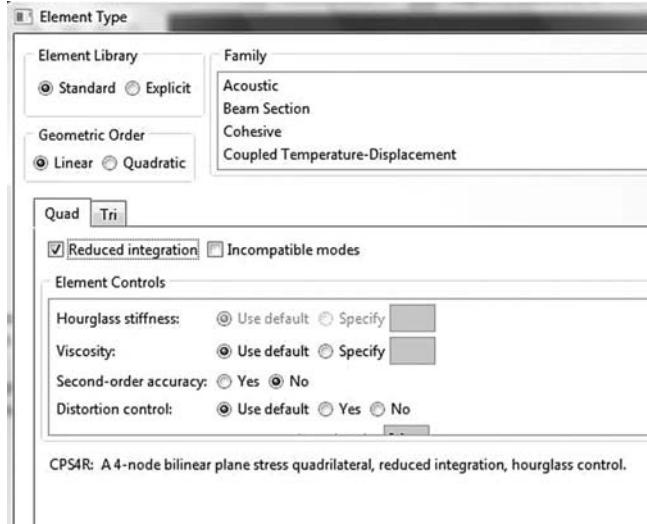 Element Type
Element Library
Standard Explicit
Family
Acoustic
Beam Section
Cohesive
Coupled Temperature-Displacement
Geometric Order
Linear Quadratic
Quad Tri
Reduced integration Incompatible modes
Element Controls
Hourglass stiffness: Use default Specify
Viscosity: Use default Specify
Second-order accuracy: Yes No
Distortion control: Use default Yes No
CPS4R: A 4-node bilinear plane stress quadrilateral, reduced integration, hourglass control.